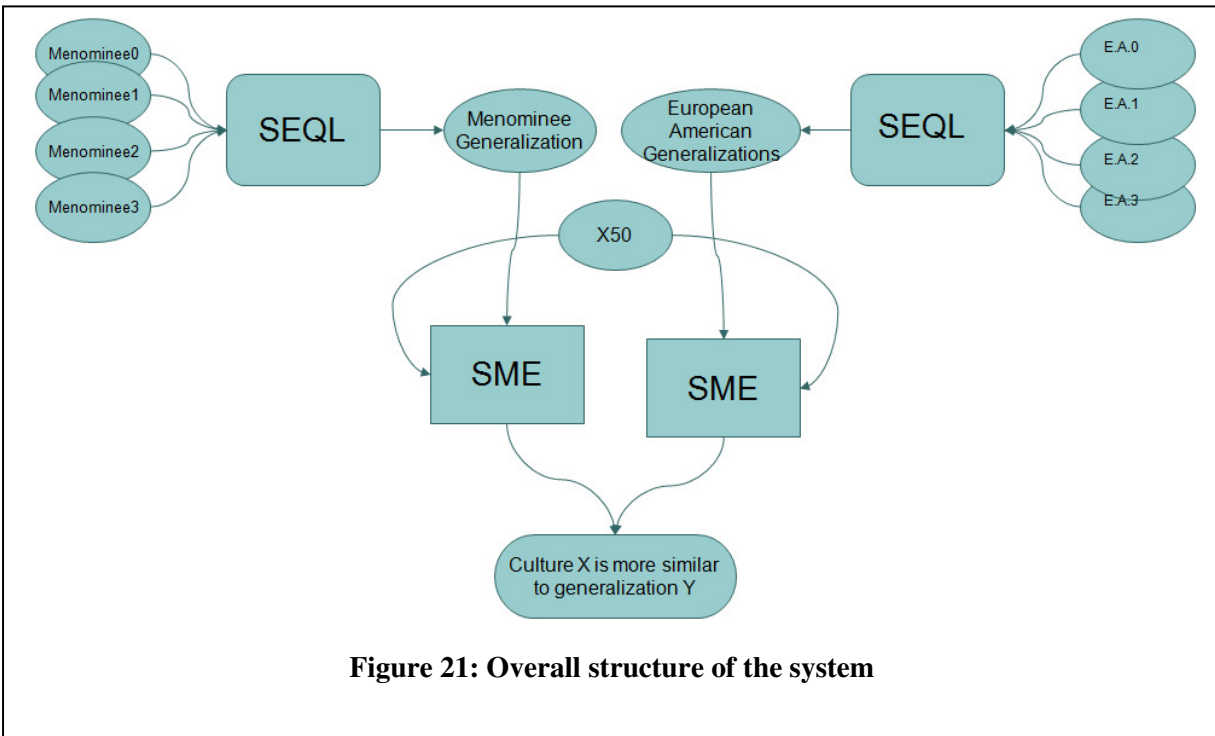 Menominee0
Menominee1
Menominee2
Menominee3
SEQL
Menominee
Generalization
European
American
Generalizations
SEQL
E.A.0
E.A.1
E.A.2
E.A.3
X50
SME
SME
Culture X is more similar
to generalization Y
Figure 21: Overall structure of the system